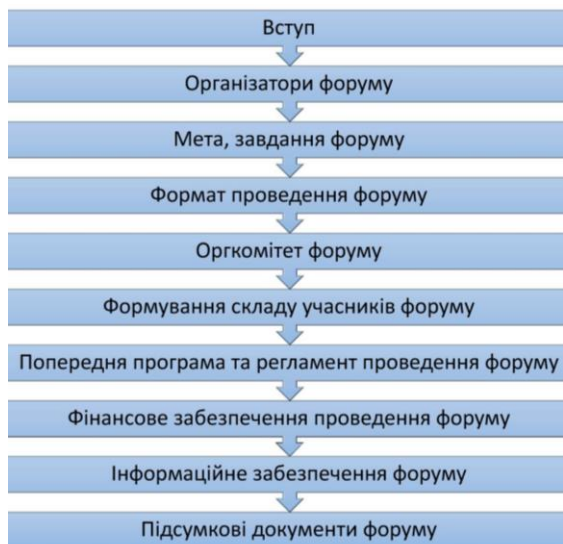 Вступ
Організатори форуму
Мета, завдання форуму
Формат проведення форуму
Оргкомітет форуму
Формування складу учасників форуму
Попередня програма та регламент проведення форуму
Фінансове забезпечення проведення форуму
Інформаційне забезпечення форуму
Підсумкові документи форуму